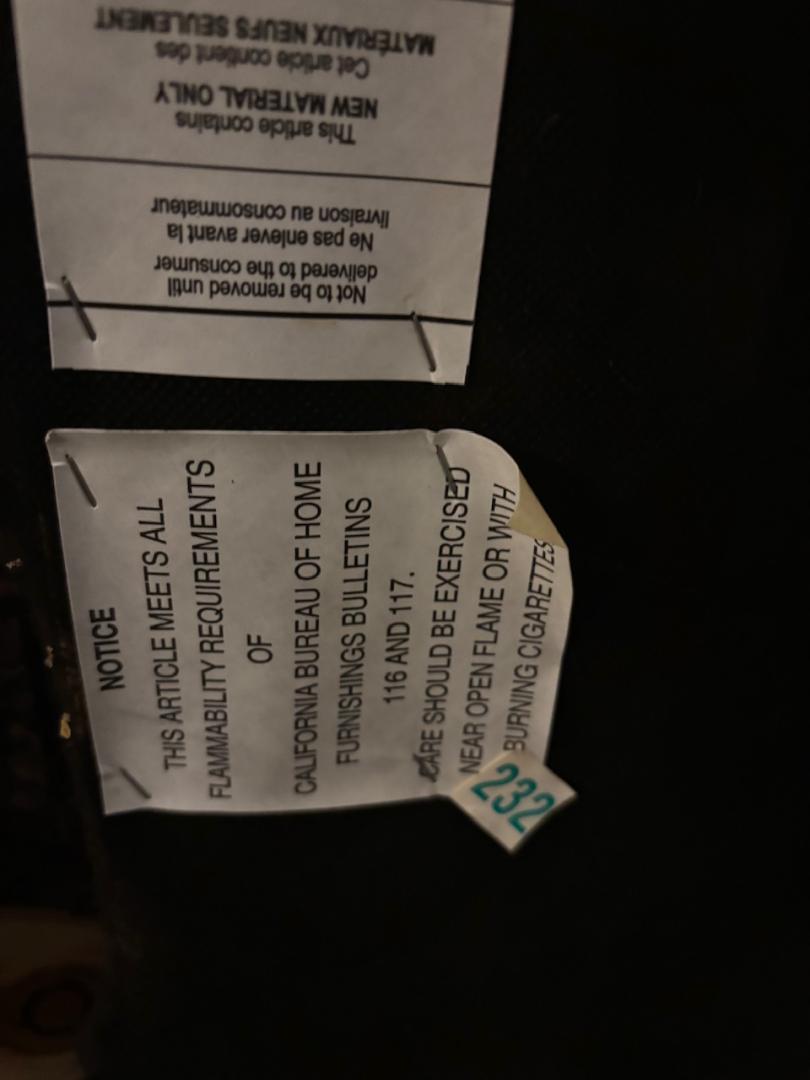 Not to be removed until
delivered to the consumer
Ne pas enlever avant la
livraison au consommateur
This article contains
NEW MATERIAL ONLY
Cet article contient des
MATÉRIAUX NEUFS SEULEMENT
NOTICE
THIS ARTICLE MEETS ALL
FLAMMABILITY REQUIREMENTS
OF
CALIFORNIA BUREAU OF HOME
FURNISHINGS BULLETINS
116 AND 117.
CARE SHOULD BE EXERCISED
NEAR OPEN FLAME OR WITH
BURNING CIGARETTES
232